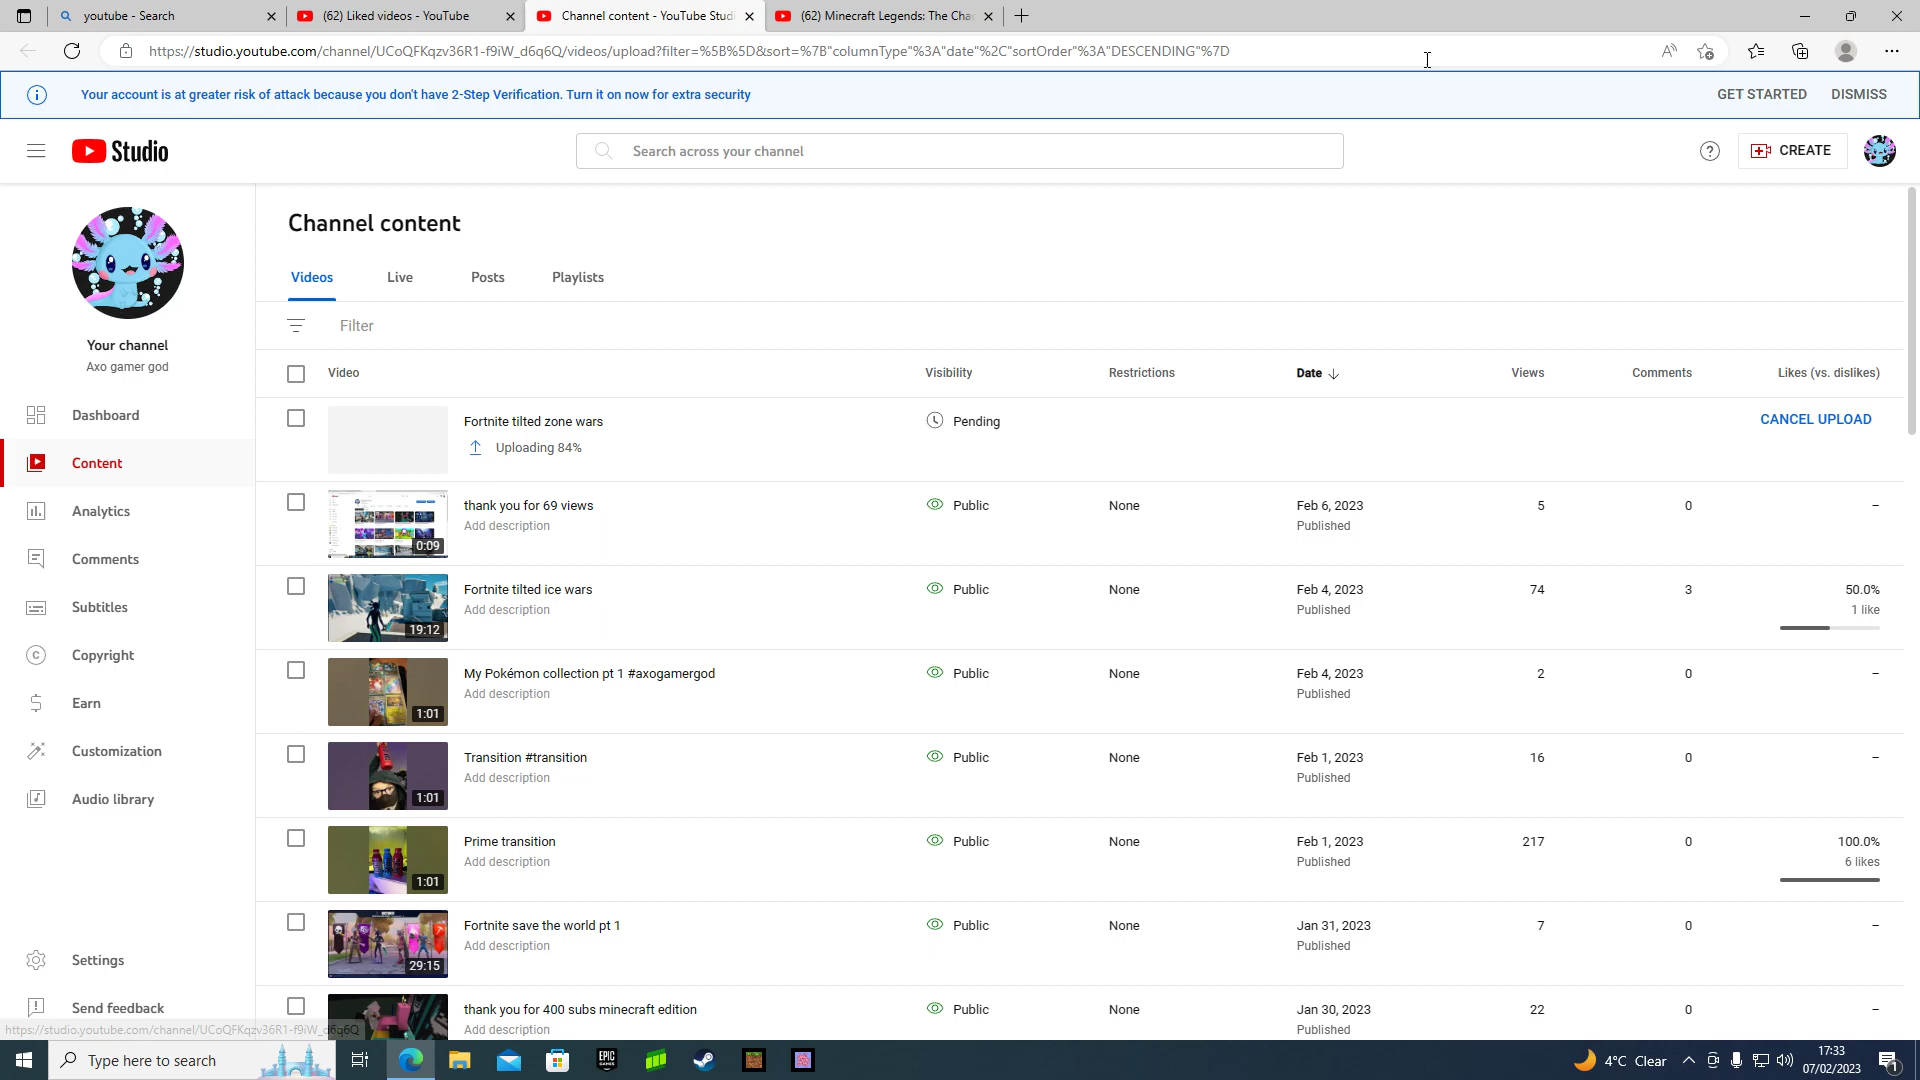 youtube - Search
(62) Liked videos - YouTube
Channel content - YouTube Studi
(62) Minecraft Legends: The Chao
https://studio.youtube.com/channel/UCoQFKqzv36R1-f9iW_d6q6Q/videos/upload?filter=%5B%5D&sort=%7B"columnType"%3A"date"%2C"sortOrder"%3A"DESCENDING"%7D
Your account is at greater risk of attack because you don't have 2-Step Verification. Turn it on now for extra security
GET STARTED
DISMISS
Studio
Search across your channel
CREATE
Your channel
Axo gamer god
Dashboard
Content
Analytics
Comments
Subtitles
Copyright
Earn
Customization
Audio library
Settings
Send feedback
Channel content
Videos Live Posts Playlists
Filter
Video Visibility Restrictions Date Views Comments Likes (vs. dislikes)
Fortnite tilted zone wars Pending CANCEL UPLOAD
Uploading 84%
thank you for 69 views Public None Feb 6, 2023 5 0 –
Add description Published
0:09
Fortnite tilted ice wars Public None Feb 4, 2023 74 3 50.0%
Add description Published 1 like
19:12
My Pokémon collection pt 1 #axogamergod Public None Feb 4, 2023 2 0 –
Add description Published
1:01
Transition #transition Public None Feb 1, 2023 16 0 –
Add description Published
1:01
Prime transition Public None Feb 1, 2023 217 0 100.0%
Add description Published 6 likes
1:01
Fortnite save the world pt 1 Public None Jan 31, 2023 7 0 –
Add description Published
29:15
thank you for 400 subs minecraft edition Public None Jan 30, 2023 22 0 –
Add description Published
https://studio.youtube.com/channel/UCoQFKqzv36R1-f9iW_d6q6Q
Type here to search
EPIC GAMES
4°C Clear
17:33
07/02/2023
1